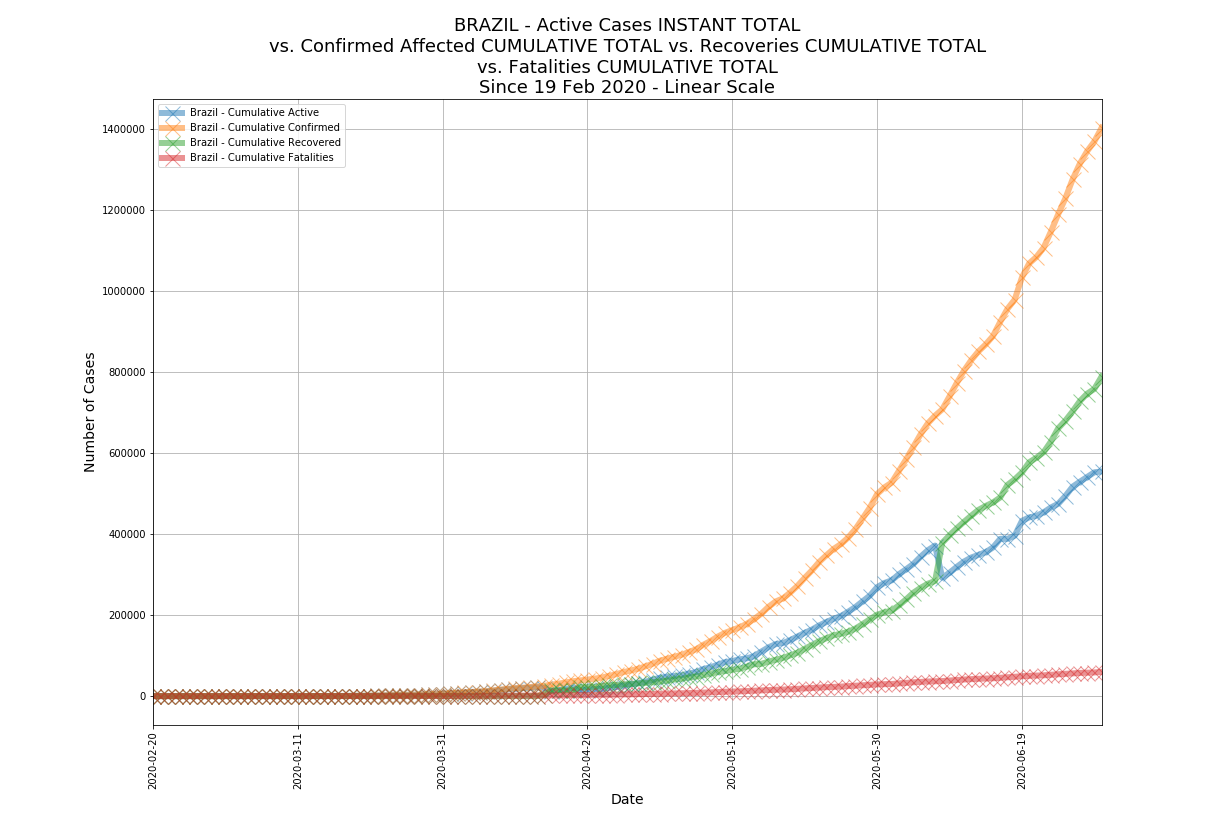 BRAZIL - Active Cases INSTANT TOTAL
vs. Confirmed Affected CUMULATIVE TOTAL vs. Recoveries CUMULATIVE TOTAL
vs. Fatalities CUMULATIVE TOTAL
Since 19 Feb 2020 - Linear Scale
Brazil - Cumulative Active
Brazil - Cumulative Confirmed
Brazil - Cumulative Recovered
Brazil - Cumulative Fatalities
1400000
1200000
1000000
800000
600000
400000
200000
0
Number of Cases
2020-02-20
2020-03-11
2020-03-31
2020-04-20
2020-05-10
2020-05-30
2020-06-19
Date